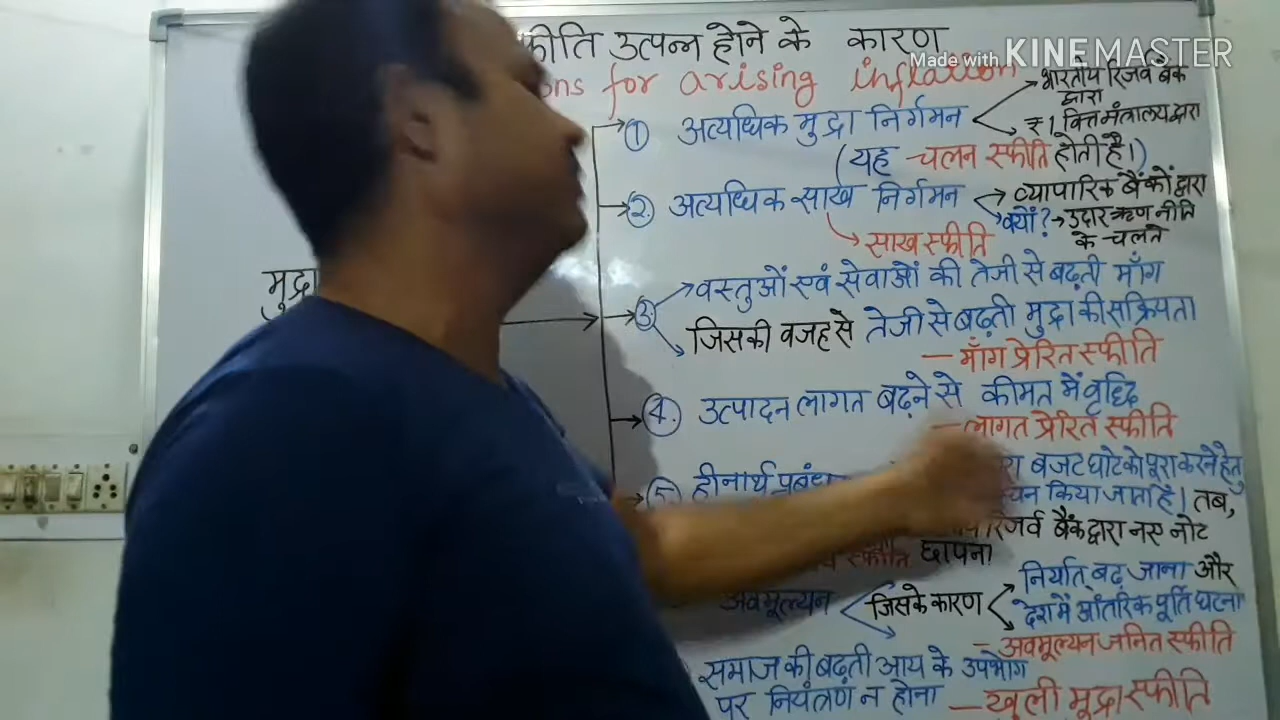 स्फीति उत्पन्न होने के कारण
Made with KINEMASTER
for arising inflation
① अत्यधिक मुद्रा निर्गमन
भारतीय रिजर्व बैंक
द्वारा
₹1 वित्त मंत्रालय द्वारा
(यह चलन स्फीति होती है।)
② अत्यधिक साख निर्गमन
व्यापारिक बैंकों द्वारा
क्यों? → उदार ऋण नीति
के चलते
साख स्फीति
③ वस्तुओं एवं सेवाओं की तेजी से बढ़ती माँग
जिसकी वजह से तेजी से बढ़ती मुद्रा की सक्रियता
— माँग प्रेरित स्फीति
मुद्रा
④ उत्पादन लागत बढ़ने से कीमत में वृद्धि
— लागत प्रेरित स्फीति
⑤ हीनार्थ प्रबंधन
बजट घाटे को पूरा करने हेतु
किया जाता है। तब,
रिजर्व बैंक द्वारा नए नोट
स्फीति छापना
अवमूल्यन जिसके कारण
निर्यात बढ़ जाना और
देश में आंतरिक पूर्ति घटना
- अवमूल्यन जनित स्फीति
समाज की बढ़ती आय के उपभोग
पर नियंत्रण न होना — खुली मुद्रा स्फीति